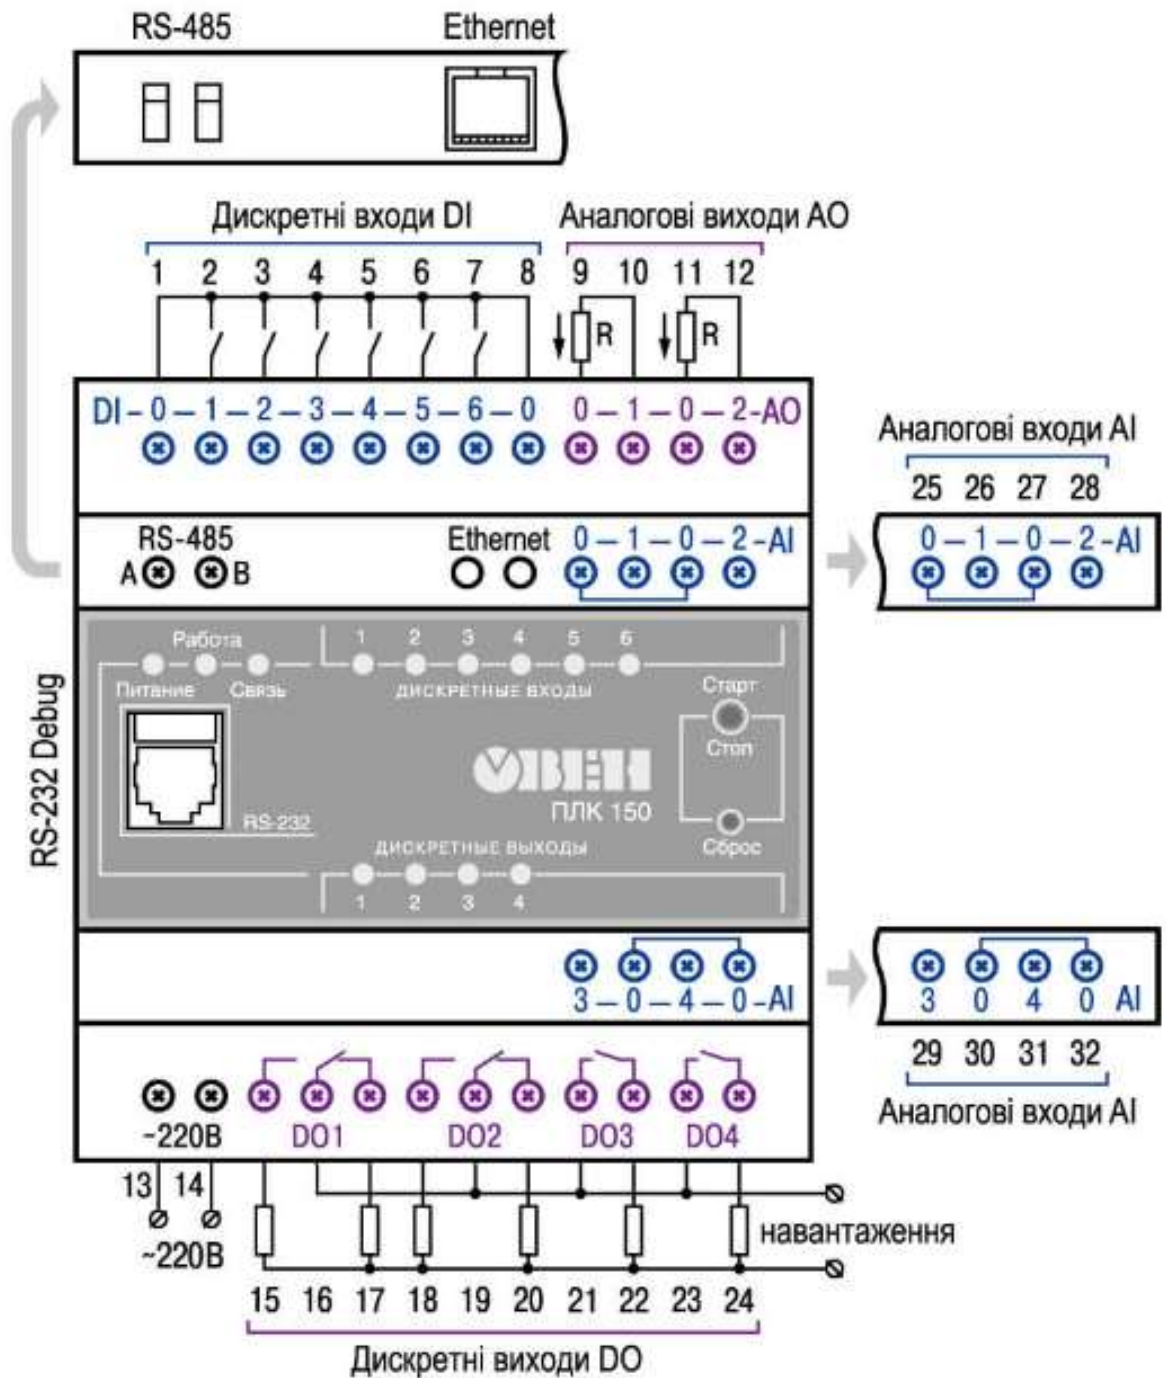 RS-485 Ethernet
Дискретні входи DI
Аналогові виходи AO
1 2 3 4 5 6 7 8 9 10 11 12
R R
DI – 0 – 1 – 2 – 3 – 4 – 5 – 6 – 0
0 – 1 – 0 – 2 -AO
Аналогові входи AI
25 26 27 28
RS-485
A B
Ethernet
0 – 1 – 0 – 2 -AI
0 – 1 – 0 – 2 -AI
RS-232 Debug
Работа
Питание Связь
1 2 3 4 5 6
ДИСКРЕТНЫЕ ВХОДЫ
Старт
Стоп
ОВЕН
ПЛК 150
RS-232
Сброс
ДИСКРЕТНЫЕ ВЫХОДЫ
1 2 3 4
3 – 0 – 4 – 0 -AI
3 0 4 0 AI
29 30 31 32
Аналогові входи AI
~220В
DO1 DO2 DO3 DO4
13 14
~220В
навантаження
15 16 17 18 19 20 21 22 23 24
Дискретні виходи DO